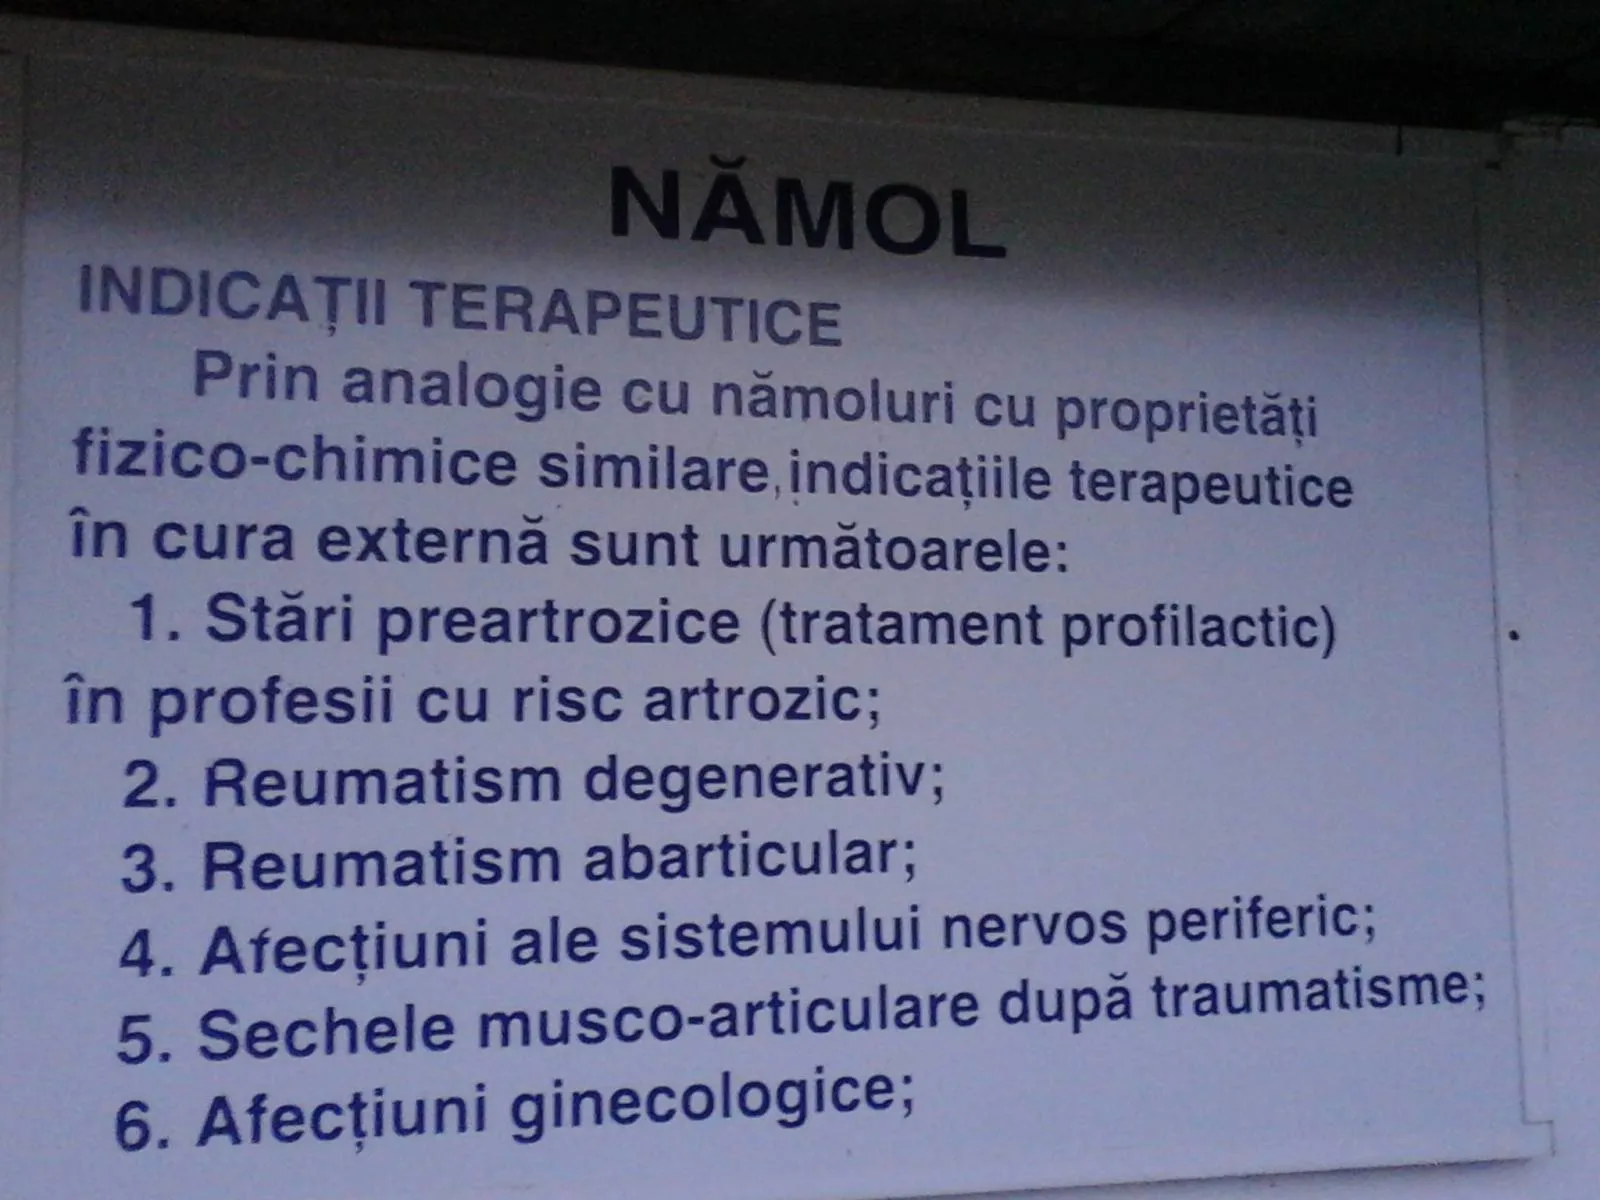 NĂMOL
INDICAȚII TERAPEUTICE
Prin analogie cu nămoluri cu proprietăți
fizico-chimice similare, indicațiile terapeutice
în cura externă sunt următoarele:
1. Stări preartrozice (tratament profilactic)
în profesii cu risc artrozic;
2. Reumatism degenerativ;
3. Reumatism abarticular;
4. Afecțiuni ale sistemului nervos periferic;
5. Sechele musco-articulare după traumatisme;
6. Afecțiuni ginecologice;